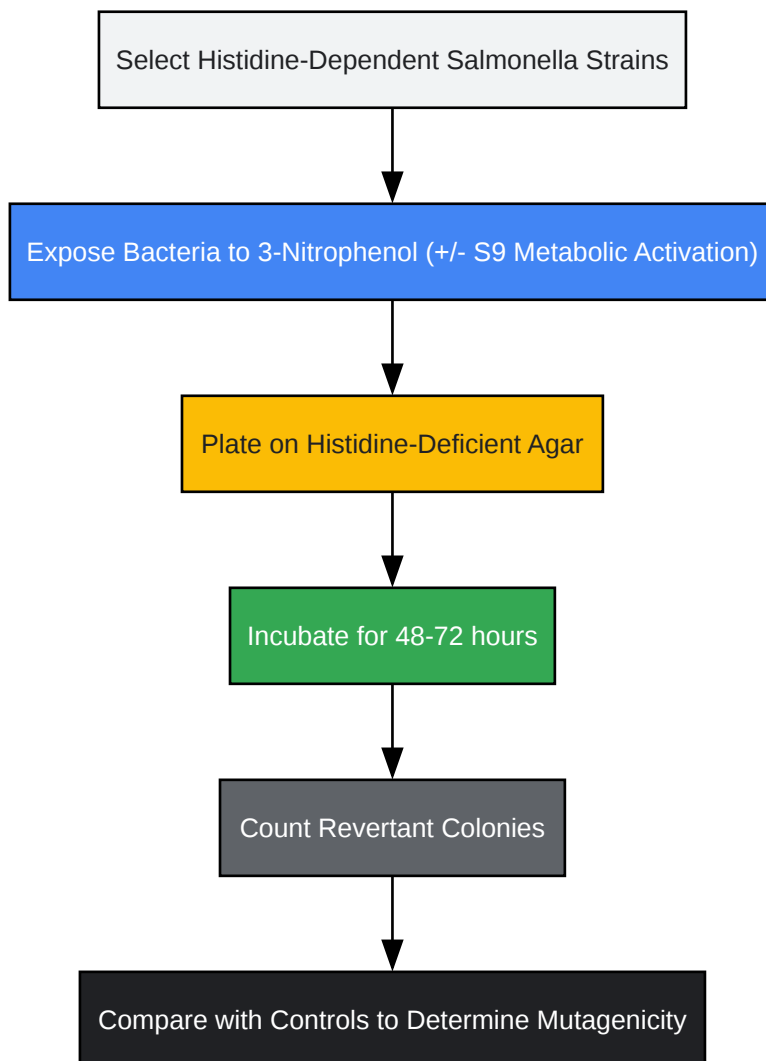 Select Histidine-Dependent Salmonella Strains
Expose Bacteria to 3-Nitrophenol (+/- S9 Metabolic Activation)
Plate on Histidine-Deficient Agar
Incubate for 48-72 hours
Count Revertant Colonies
Compare with Controls to Determine Mutagenicity